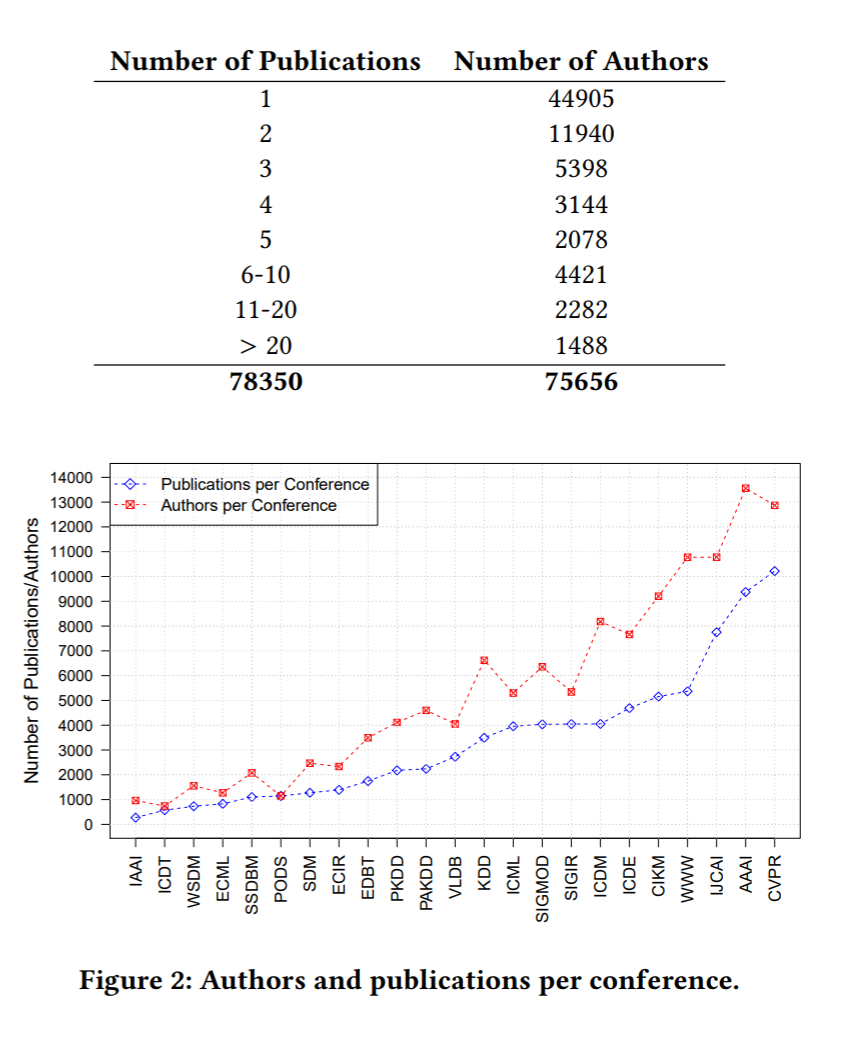 Number of Publications Number of Authors
1 44905
2 11940
3 5398
4 3144
5 2078
6-10 4421
11-20 2282
> 20 1488
78350 75656
Publications per Conference
Authors per Conference
Number of Publications/Authors
14000
13000
12000
11000
10000
9000
8000
7000
6000
5000
4000
3000
2000
1000
0
IAAI
ICDT
WSDM
ECML
SSDBM
PODS
SDM
ECIR
EDBT
PKDD
PAKDD
VLDB
KDD
ICML
SIGMOD
SIGIR
ICDM
ICDE
CIKM
WWW
IJCAI
AAAI
CVPR
Figure 2: Authors and publications per conference.